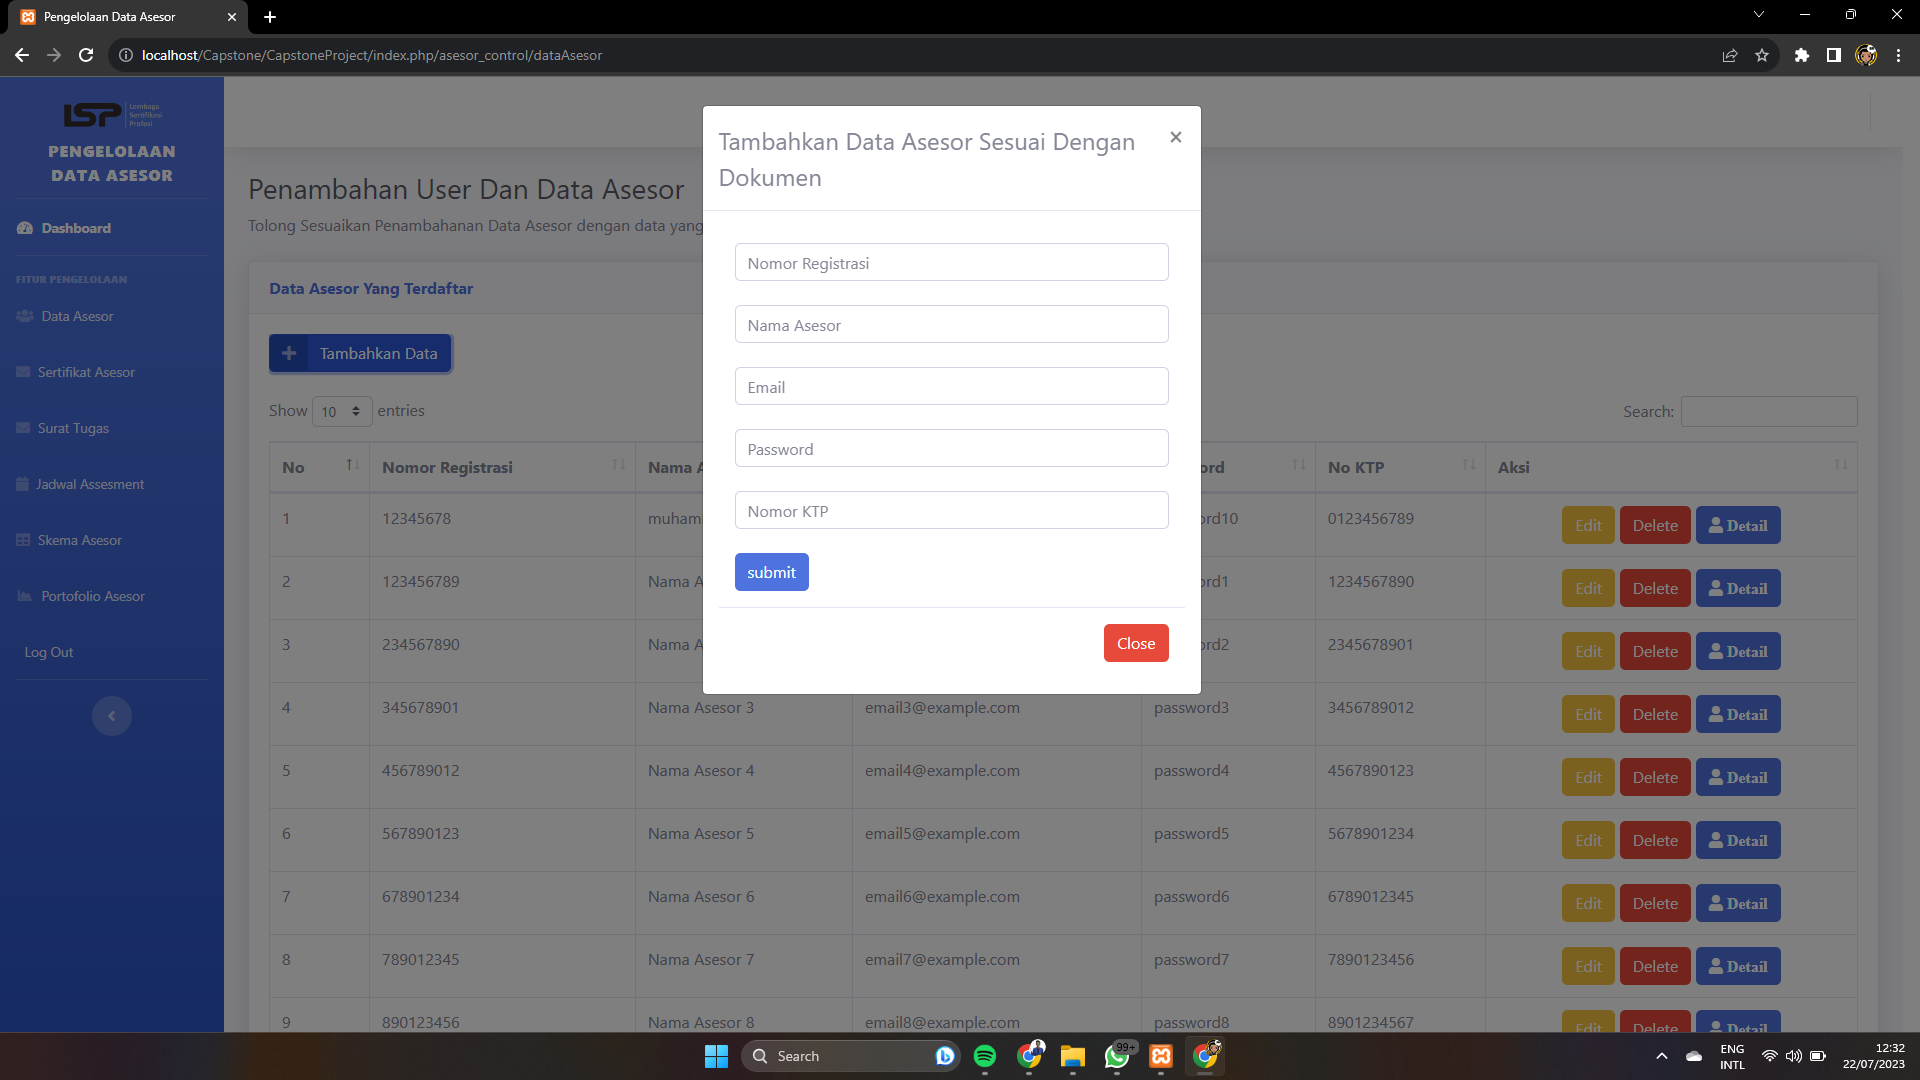 Pengelolaan Data Asesor
localhost/Capstone/CapstoneProject/index.php/asesor_control/dataAsesor
LSP Lembaga
Sertifikasi
Profesi
PENGELOLAAN
DATA ASESOR
Dashboard
FITUR PENGELOLAAN
Data Asesor
Sertifikat Asesor
Surat Tugas
Jadwal Assesment
Skema Asesor
Portofolio Asesor
Log Out
Penambahan User Dan Data Asesor
Tolong Sesuaikan Penambahanan Data Asesor dengan data yang
Data Asesor Yang Terdaftar
Tambahkan Data
Show 10 entries
Search:
No Nomor Registrasi Nama No KTP Aksi
1 12345678 0123456789 Edit Delete Detail
2 123456789 Nama 1234567890 Edit Delete Detail
3 234567890 Nama 2345678901 Edit Delete Detail
4 345678901 Nama Asesor 3 email3@example.com password3 3456789012 Edit Delete Detail
5 456789012 Nama Asesor 4 email4@example.com password4 4567890123 Edit Delete Detail
6 567890123 Nama Asesor 5 email5@example.com password5 5678901234 Edit Delete Detail
7 678901234 Nama Asesor 6 email6@example.com password6 6789012345 Edit Delete Detail
8 789012345 Nama Asesor 7 email7@example.com password7 7890123456 Edit Delete Detail
9 890123456 Nama Asesor 8 email8@example.com password8 8901234567 Edit Delete Detail
Tambahkan Data Asesor Sesuai Dengan
Dokumen
×
Nomor Registrasi
Nama Asesor
Email
Password
Nomor KTP
submit
Close
Search
99+
ENG
INTL
12:32
22/07/2023